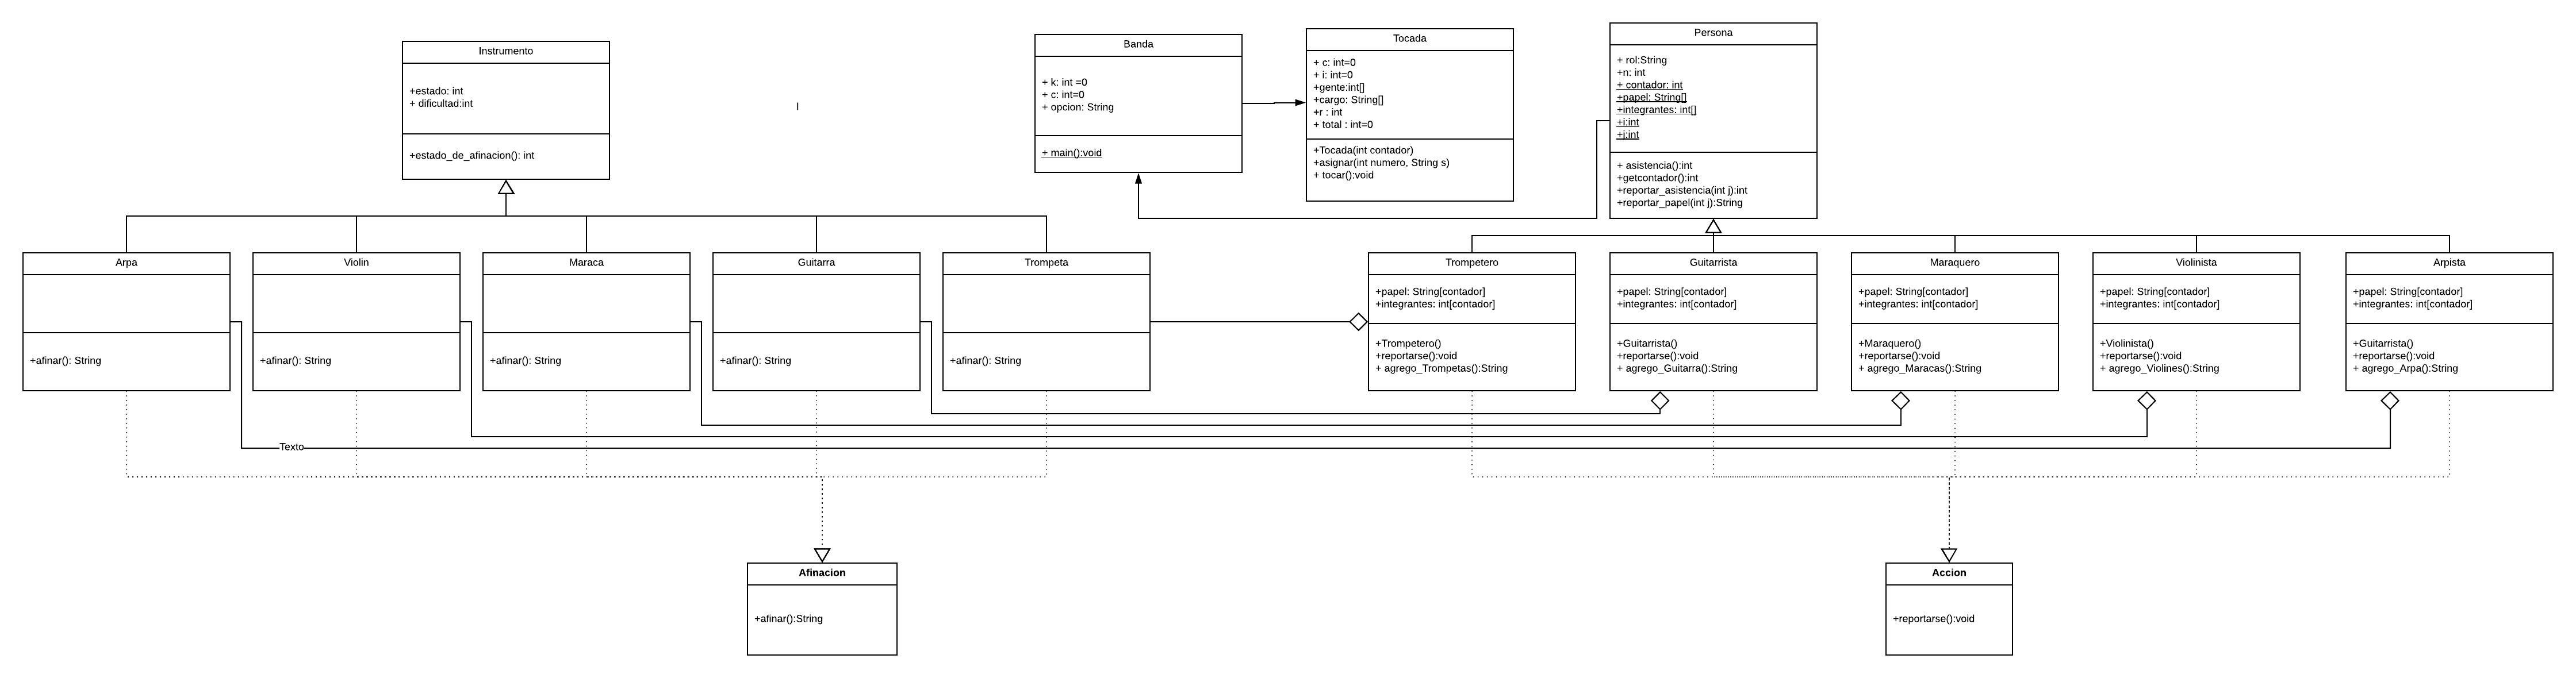 Instrumento
+estado: int
+ dificultad:int
+estado_de_afinacion(): int
I
Banda
+ k: int =0
+ c: int=0
+ opcion: String
+ main():void
Tocada
+ c: int=0
+ i: int=0
+gente:int[]
+cargo: String[]
+r : int
+ total : int=0
+Tocada(int contador)
+asignar(int numero, String s)
+ tocar():void
Persona
+ rol:String
+n: int
+ contador: int
+papel: String[]
+integrantes: int[]
+i:int
+j:int
+ asistencia():int
+getcontador():int
+reportar_asistencia(int j):int
+reportar_papel(int j):String
Arpa
+afinar(): String
Violin
+afinar(): String
Maraca
+afinar(): String
Guitarra
+afinar(): String
Trompeta
+afinar(): String
Trompetero
+papel: String[contador]
+integrantes: int[contador]
+Trompetero()
+reportarse():void
+ agrego_Trompetas():String
Guitarrista
+papel: String[contador]
+integrantes: int[contador]
+Guitarrista()
+reportarse():void
+ agrego_Guitarra():String
Maraquero
+papel: String[contador]
+integrantes: int[contador]
+Maraquero()
+reportarse():void
+ agrego_Maracas():String
Violinista
+papel: String[contador]
+integrantes: int[contador]
+Violinista()
+reportarse():void
+ agrego_Violines():String
Arpista
+papel: String[contador]
+integrantes: int[contador]
+Guitarrista()
+reportarse():void
+ agrego_Arpa():String
Texto
Afinacion
+afinar():String
Accion
+reportarse():void